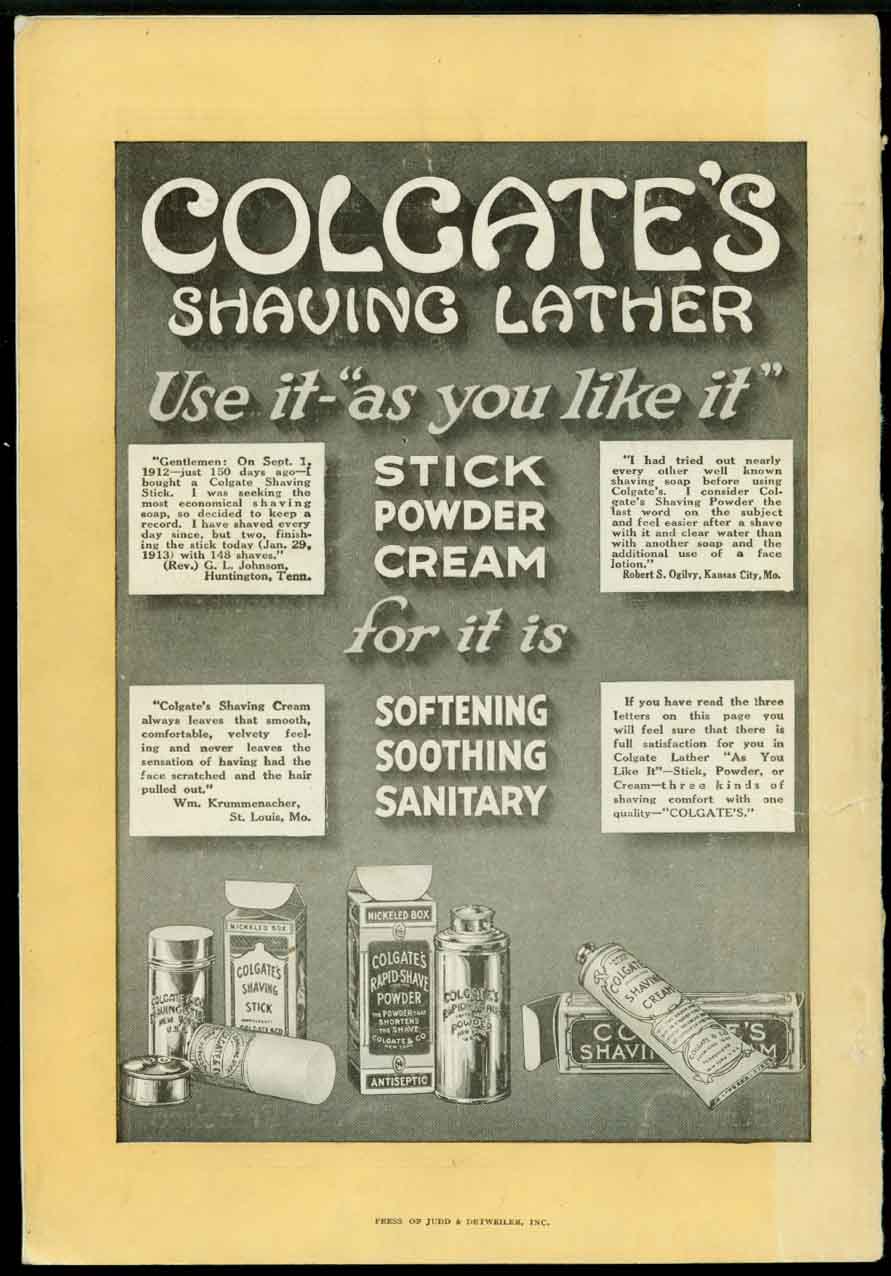 COLGATE'S
SHAVING LATHER
Use it-"as you like it"
"Gentlemen: On Sept. 1,
1912—just 150 days ago—I
bought a Colgate Shaving
Stick. I was seeking the
most economical shaving
soap, so decided to keep a
record. I have shaved every
day since, but two, finish-
ing the stick today (Jan. 29,
1913) with 148 shaves."
(Rev.) G. L. Johnson,
Huntington, Tenn.
STICK
POWDER
CREAM
"I had tried out nearly
every other well known
shaving soap before using
Colgate's. I consider Col-
gate's Shaving Powder the
last word on the subject
and feel easier after a shave
with it and clear water than
with another soap and the
additional use of a face
lotion."
Robert S. Ogilvy, Kansas City, Mo.
for it is
"Colgate's Shaving Cream
always leaves that smooth,
comfortable, velvety feel-
ing and never leaves the
sensation of having had the
face scratched and the hair
pulled out."
Wm. Krummenacher,
St. Louis, Mo.
SOFTENING
SOOTHING
SANITARY
If you have read the three
letters on this page you
will feel sure that there is
full satisfaction for you in
Colgate Lather "As You
Like It"—Stick, Powder, or
Cream—three kinds of
shaving comfort with one
quality—"COLGATE'S."
NICKELED BOX
COLGATE'S
SHAVING
STICK
COLGATE & CO
NICKELED BOX
COLGATE'S
RAPID-SHAVE
POWDER
THE POWDER THAT
SHORTENS
THE SHAVE
COLGATE & CO
NEW YORK
ANTISEPTIC
COLGATE'S
POWDER
COLGATE'S
SHAVING
CREAM
PRESS OF JUDD & DETWEILER, INC.